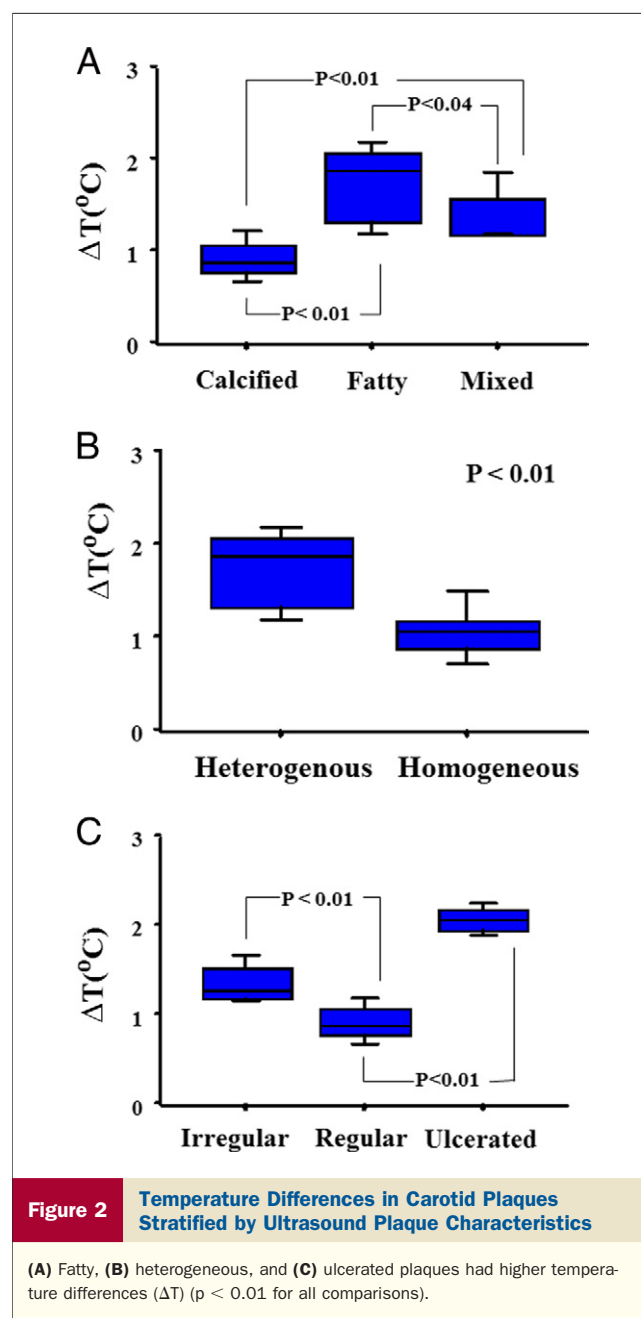 A
3
P<0.01
P<0.04
2
ΔT(⁰C)
1
P< 0.01
0
Calcified Fatty Mixed
B
3
P < 0.01
2
ΔT(⁰C)
1
0
Heterogenous Homogeneous
C
3
P < 0.01
2
ΔT(⁰C)
1
P<0.01
0
Irregular Regular Ulcerated
Figure 2
Temperature Differences in Carotid Plaques
Stratified by Ultrasound Plaque Characteristics
(A) Fatty, (B) heterogeneous, and (C) ulcerated plaques had higher tempera-
ture differences (ΔT) (p < 0.01 for all comparisons).